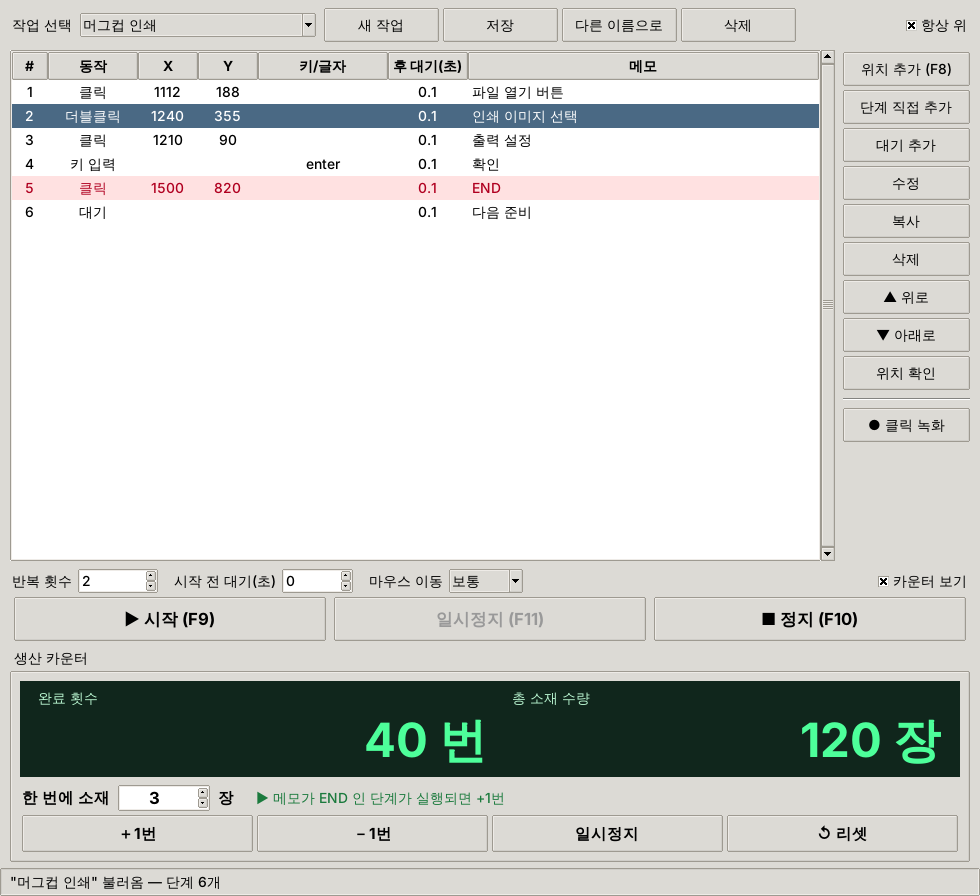 작업 선택 머그컵 인쇄 새 작업 저장 다른 이름으로 삭제 항상 위
# 동작 X Y 키/글자 후 대기(초) 메모
1 클릭 1112 188 0.1 파일 열기 버튼
2 더블클릭 1240 355 0.1 인쇄 이미지 선택
3 클릭 1210 90 0.1 출력 설정
4 키 입력 enter 0.1 확인
5 클릭 1500 820 0.1 END
6 대기 0.1 다음 준비
위치 추가 (F8)
단계 직접 추가
대기 추가
수정
복사
삭제
▲ 위로
▼ 아래로
위치 확인
● 클릭 녹화
반복 횟수 2 시작 전 대기(초) 0 마우스 이동 보통 카운터 보기
▶ 시작 (F9) 일시정지 (F11) ■ 정지 (F10)
생산 카운터
완료 횟수 총 소재 수량
40 번 120 장
한 번에 소재 3 장 ▶ 메모가 END 인 단계가 실행되면 +1번
+1번 −1번 일시정지 ↺ 리셋
"머그컵 인쇄" 불러옴 — 단계 6개